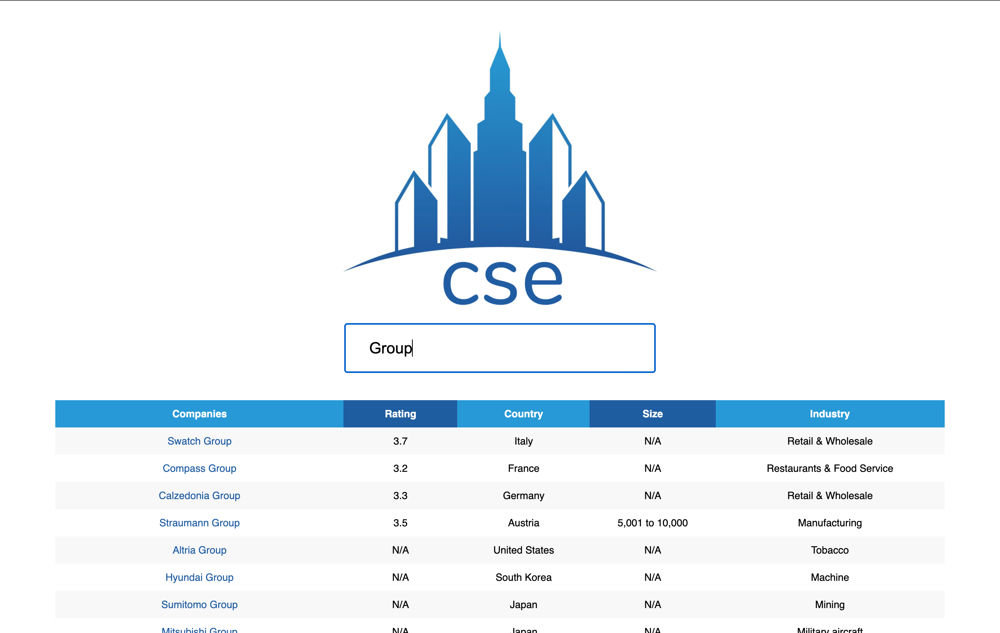 cse
Group
Companies Rating Country Size Industry
Swatch Group 3.7 Italy N/A Retail & Wholesale
Compass Group 3.2 France N/A Restaurants & Food Service
Calzedonia Group 3.3 Germany N/A Retail & Wholesale
Straumann Group 3.5 Austria 5,001 to 10,000 Manufacturing
Altria Group N/A United States N/A Tobacco
Hyundai Group N/A South Korea N/A Machine
Sumitomo Group N/A Japan N/A Mining
Mitsubishi Group N/A Japan N/A Military aircraft